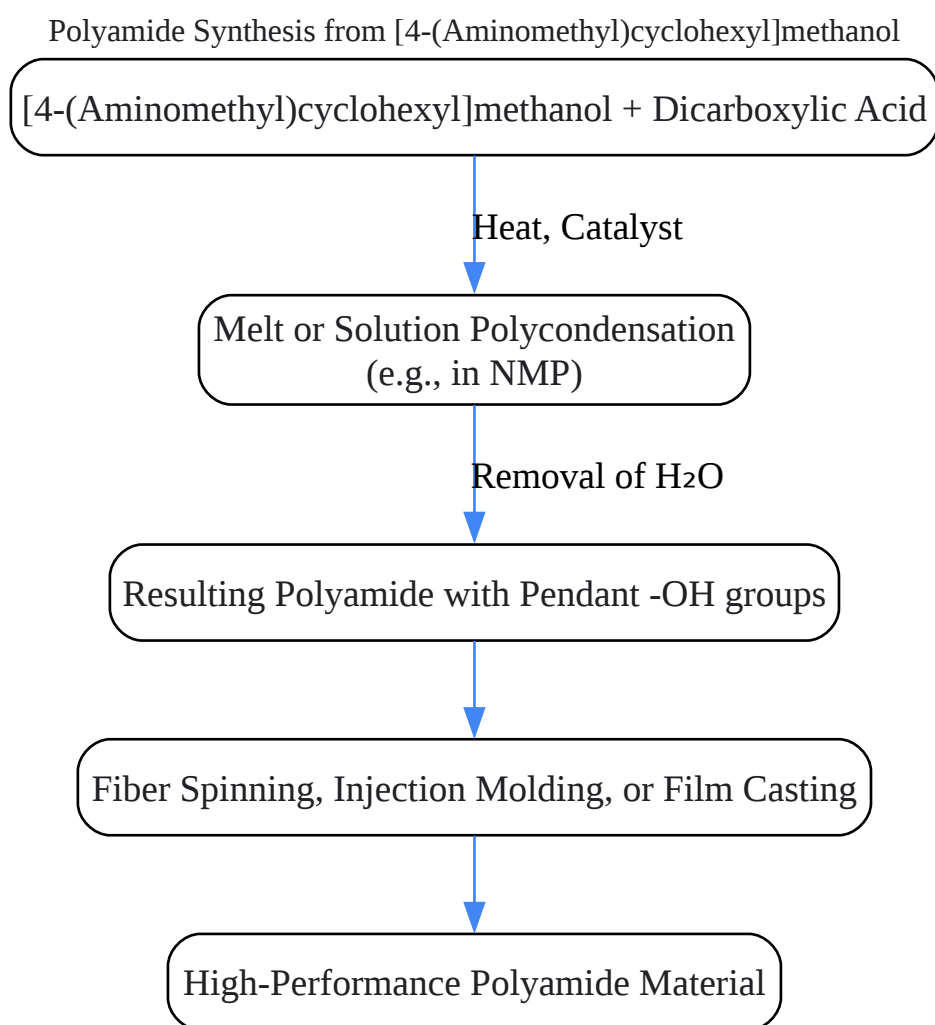 Polyamide Synthesis from [4-(Aminomethyl)cyclohexyl]methanol
[4-(Aminomethyl)cyclohexyl]methanol + Dicarboxylic Acid
Heat, Catalyst
Melt or Solution Polycondensation
(e.g., in NMP)
Removal of H₂O
Resulting Polyamide with Pendant -OH groups
Fiber Spinning, Injection Molding, or Film Casting
High-Performance Polyamide Material